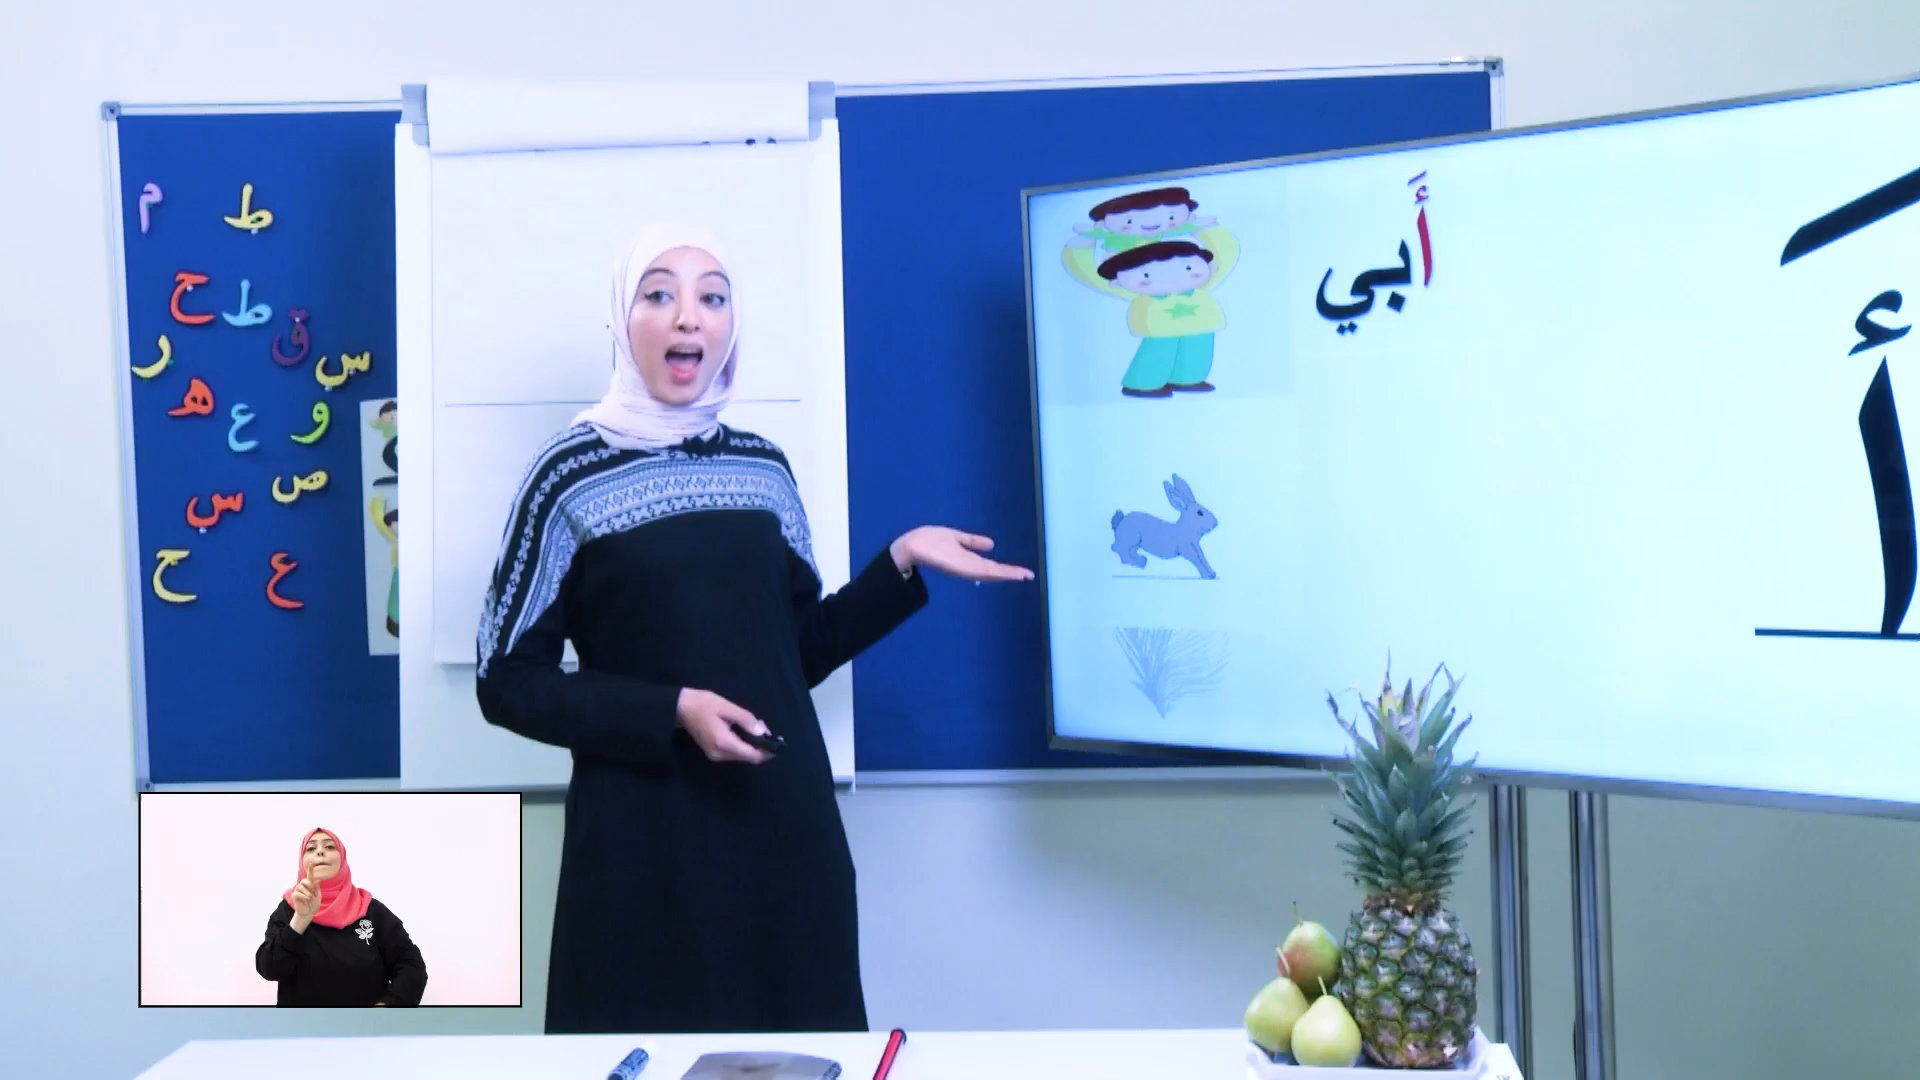 أَبي
أَ
م ط
ح ط ق
ر س
ه ع و
س ص
ح ع